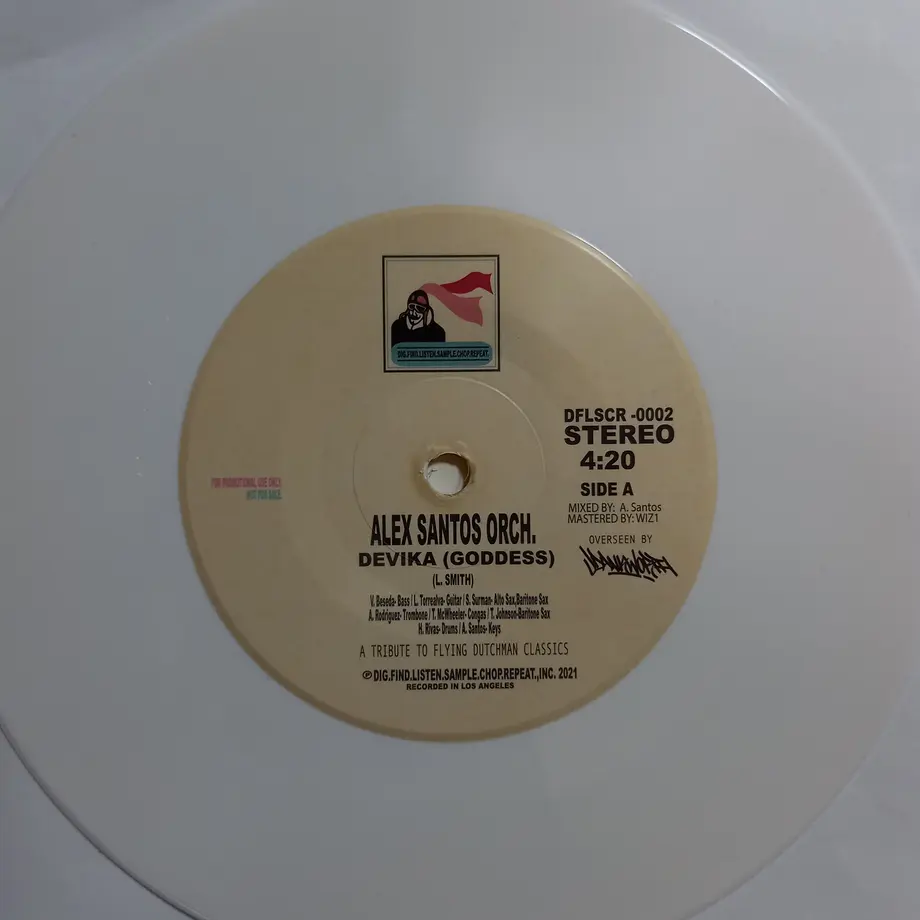 DIG.FIND.LISTEN.SAMPLE.CHOP.REPEAT.
DFLSCR -0002
STEREO
4:20
SIDE A
MIXED BY: A. Santos
MASTERED BY: WIZ1
OVERSEEN BY
FOR PROMOTIONAL USE ONLY
NOT FOR SALE
ALEX SANTOS ORCH.
DEVIKA (GODDESS)
(L. SMITH)
V. Beseda- Bass / L. Torrealva- Guitar / S. Surman- Alto Sax,Baritone Sax
A. Rodriguez- Trombone / T. McWheeler- Congas / T. Johnson-Baritone Sax
H. Rivas- Drums / A. Santos- Keys
A TRIBUTE TO FLYING DUTCHMAN CLASSICS
℗ DIG.FIND.LISTEN.SAMPLE.CHOP.REPEAT.,INC. 2021
RECORDED IN LOS ANGELES